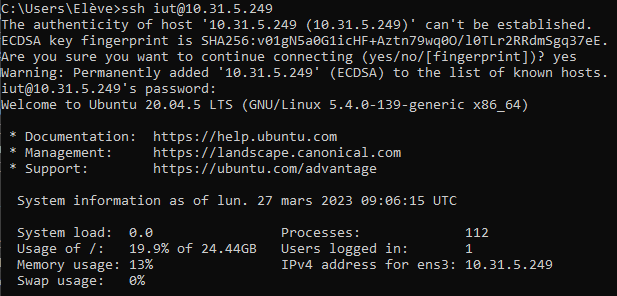 C:\Users\Elève>ssh iut@10.31.5.249
The authenticity of host '10.31.5.249 (10.31.5.249)' can't be established.
ECDSA key fingerprint is SHA256:v01gN5a0G1icHF+Aztn79wq0O/l0TLr2RRdmSgq37eE.
Are you sure you want to continue connecting (yes/no/[fingerprint])? yes
Warning: Permanently added '10.31.5.249' (ECDSA) to the list of known hosts.
iut@10.31.5.249's password:
Welcome to Ubuntu 20.04.5 LTS (GNU/Linux 5.4.0-139-generic x86_64)
* Documentation:  https://help.ubuntu.com
* Management:     https://landscape.canonical.com
* Support:        https://ubuntu.com/advantage
System information as of lun. 27 mars 2023 09:06:15 UTC
System load:  0.0                Processes:             112
Usage of /:   19.9% of 24.44GB   Users logged in:       1
Memory usage: 13%                IPv4 address for ens3: 10.31.5.249
Swap usage:   0%